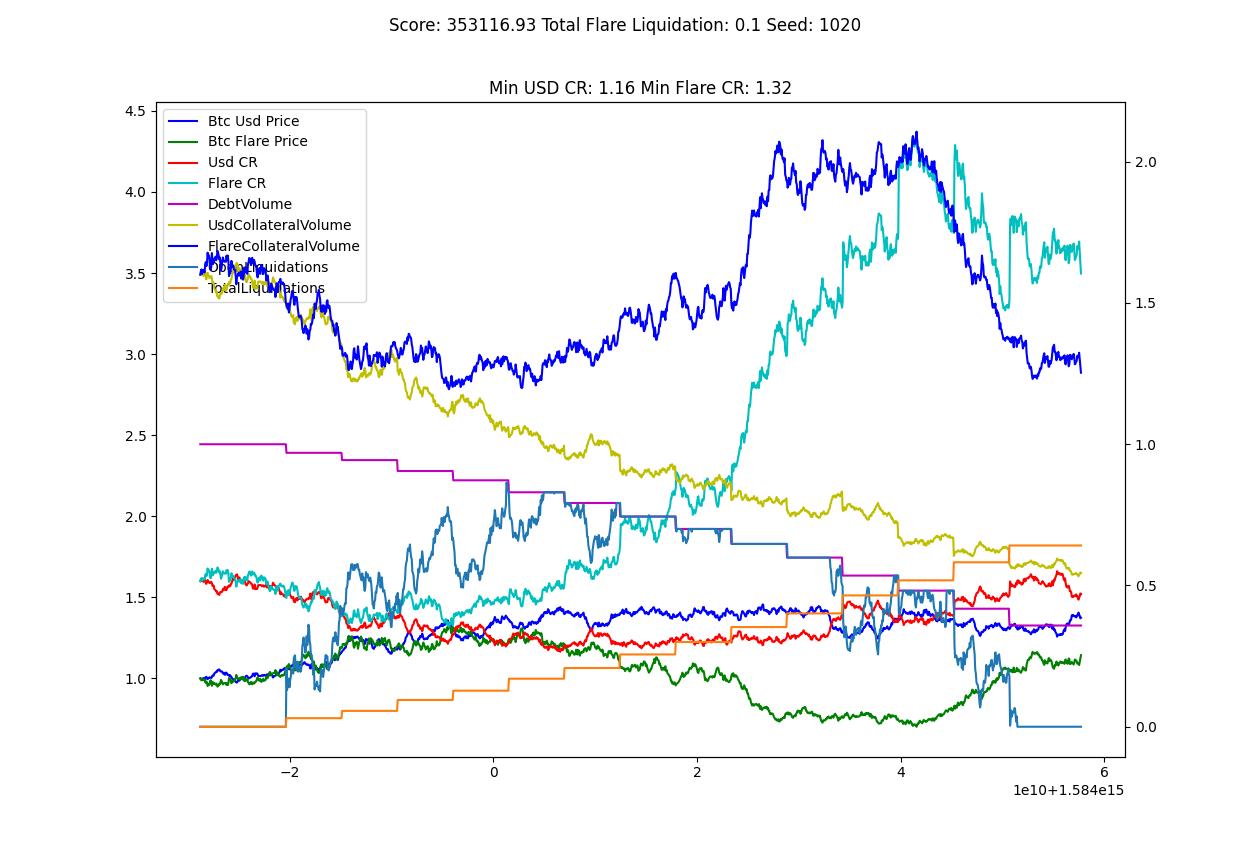 Score: 353116.93 Total Flare Liquidation: 0.1 Seed: 1020
Min USD CR: 1.16 Min Flare CR: 1.32
4.5
4.0
3.5
3.0
2.5
2.0
1.5
1.0
Btc Usd Price
Btc Flare Price
Usd CR
Flare CR
DebtVolume
UsdCollateralVolume
FlareCollateralVolume
TotalLiquidations
2.0
1.5
1.0
0.5
0.0
−2
0
2
4
6
1e10+1.584e15